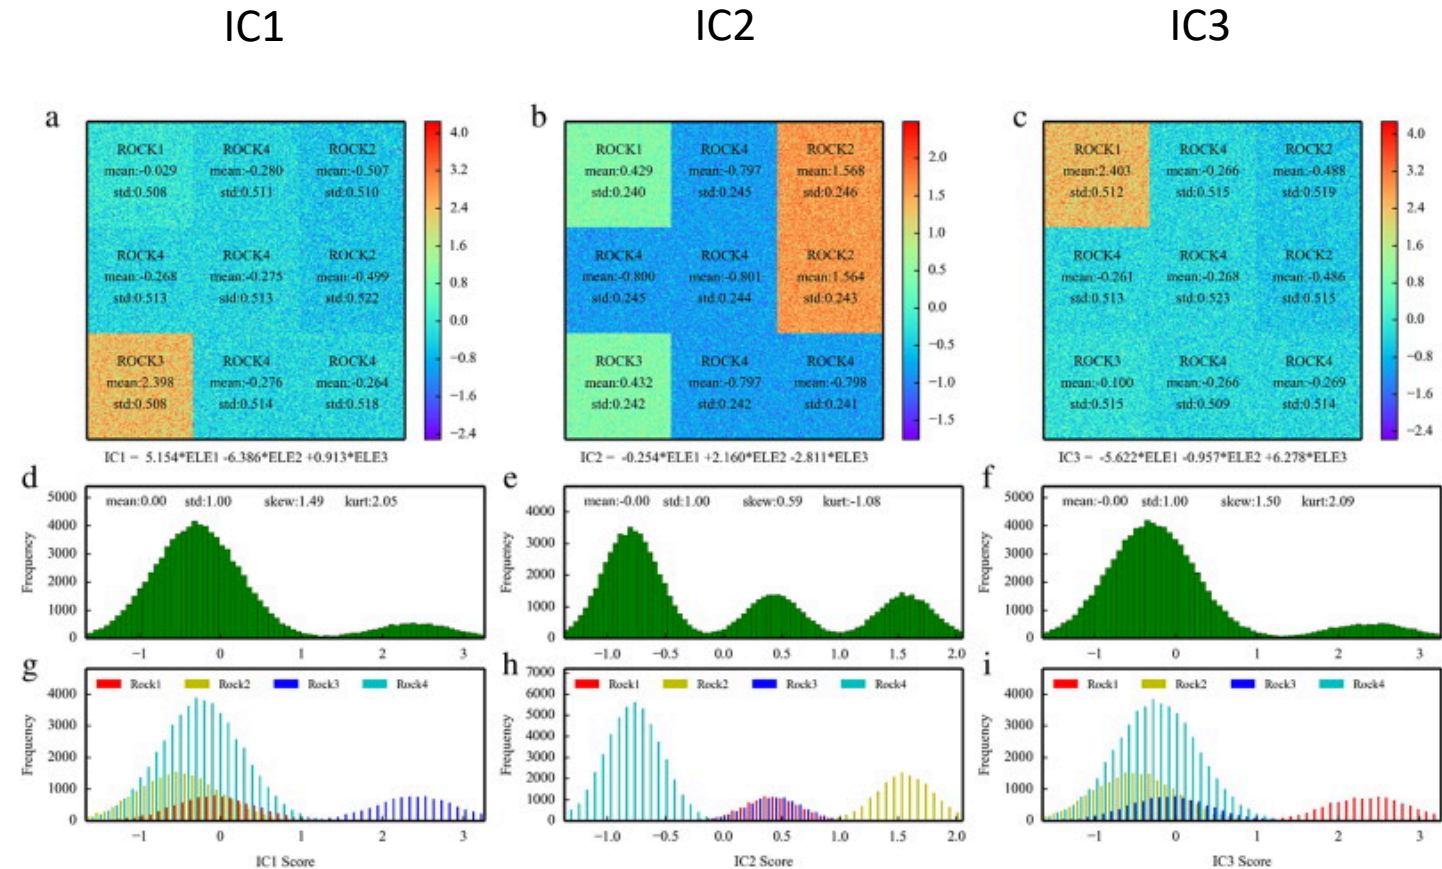 IC1 IC2 IC3
a
ROCK1 ROCK4 ROCK2
mean:-0.029 mean:-0.280 mean:-0.507
std:0.508 std:0.511 std:0.510
ROCK4 ROCK4 ROCK2
mean:-0.268 mean:-0.275 mean:-0.499
std:0.513 std:0.513 std:0.522
ROCK3 ROCK4 ROCK4
mean:2.398 mean:-0.276 mean:-0.264
std:0.508 std:0.514 std:0.518
4.0
3.2
2.4
1.6
0.8
0.0
−0.8
−1.6
−2.4
IC1 = 5.154*ELE1 -6.386*ELE2 +0.913*ELE3
b
ROCK1 ROCK4 ROCK2
mean:0.429 mean:-0.797 mean:1.568
std:0.240 std:0.245 std:0.246
ROCK4 ROCK4 ROCK2
mean:-0.800 mean:-0.801 mean:1.564
std:0.245 std:0.244 std:0.243
ROCK3 ROCK4 ROCK4
mean:0.432 mean:-0.797 mean:-0.798
std:0.242 std:0.242 std:0.241
2.0
1.5
1.0
0.5
0.0
−0.5
−1.0
−1.5
IC2 = -0.254*ELE1 +2.160*ELE2 -2.811*ELE3
c
ROCK1 ROCK4 ROCK2
mean:2.403 mean:-0.266 mean:-0.488
std:0.512 std:0.515 std:0.519
ROCK4 ROCK4 ROCK2
mean:-0.261 mean:-0.268 mean:-0.486
std:0.513 std:0.523 std:0.515
ROCK3 ROCK4 ROCK4
mean:-0.100 mean:-0.266 mean:-0.269
std:0.515 std:0.509 std:0.514
4.0
3.2
2.4
1.6
0.8
0.0
−0.8
−1.6
−2.4
IC3 = -5.622*ELE1 -0.957*ELE2 +6.278*ELE3
d
mean:0.00 std:1.00 skew:1.49 kurt:2.05
Frequency
5000
4000
3000
2000
1000
0
−1 0 1 2 3
e
mean:-0.00 std:1.00 skew:0.59 kurt:-1.08
Frequency
4000
3000
2000
1000
0
−1.0 −0.5 0.0 0.5 1.0 1.5 2.0
f
mean:-0.00 std:1.00 skew:1.50 kurt:2.09
Frequency
5000
4000
3000
2000
1000
0
−1 0 1 2 3
g
Rock1 Rock2 Rock3 Rock4
Frequency
4000
3000
2000
1000
0
−1 0 1 2 3
IC1 Score
h
Rock1 Rock2 Rock3 Rock4
Frequency
7000
6000
5000
4000
3000
2000
1000
0
−1.0 −0.5 0.0 0.5 1.0 1.5 2.0
IC2 Score
i
Rock1 Rock2 Rock3 Rock4
Frequency
4000
3000
2000
1000
0
−1 0 1 2 3
IC3 Score